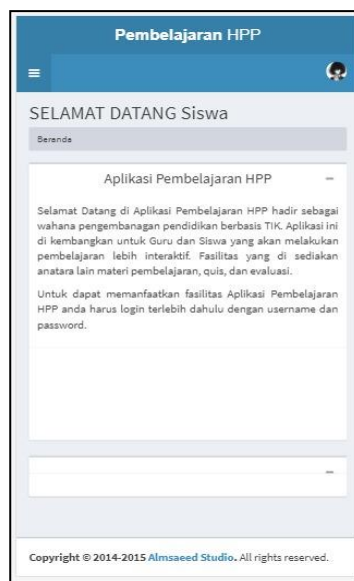 Pembelajaran HPP
SELAMAT DATANG Siswa
Beranda
Aplikasi Pembelajaran HPP
Selamat Datang di Aplikasi Pembelajaran HPP hadir sebagai
wahana pengembanagan pendidikan berbasis TIK. Aplikasi ini
di kembangkan untuk Guru dan Siswa yang akan melakukan
pembelajaran lebih interaktif. Fasilitas yang di sediakan
anatara lain materi pembelajaran, quis, dan evaluasi.
Untuk dapat memanfaatkan fasilitas Aplikasi Pembelajaran
HPP anda harus login terlebih dahulu dengan username dan
password.
Copyright © 2014-2015 Almsaeed Studio. All rights reserved.